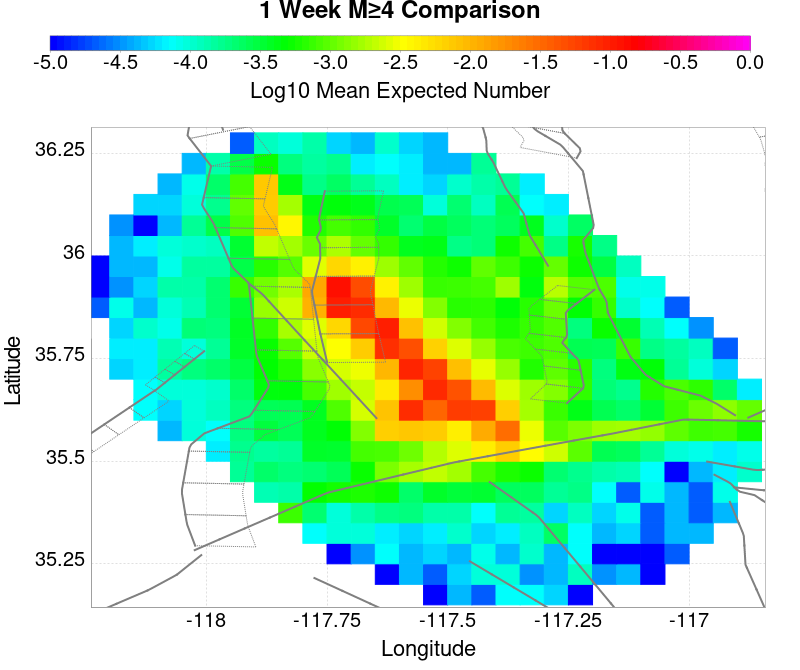 1 Week M≥4 Comparison
-5.0 -4.5 -4.0 -3.5 -3.0 -2.5 -2.0 -1.5 -1.0 -0.5 0.0
Log10 Mean Expected Number
36.25
36
35.75
35.5
35.25
Latitude
-118 -117.75 -117.5 -117.25 -117
Longitude